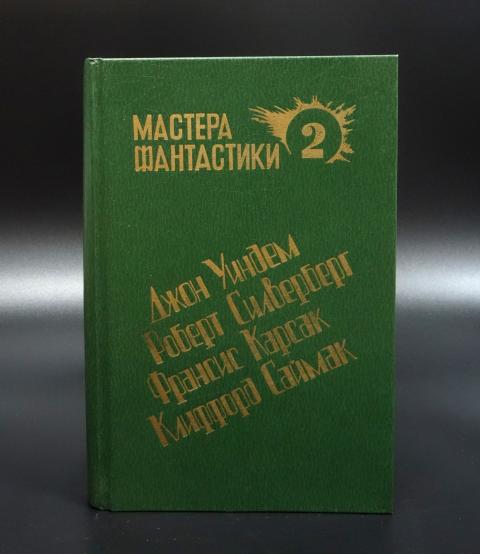 МАСТЕРА
ФАНТАСТИКИ
2
Джон Уиндем
Роберт Силверберг
Франсис Карсак
Клиффорд Саймак